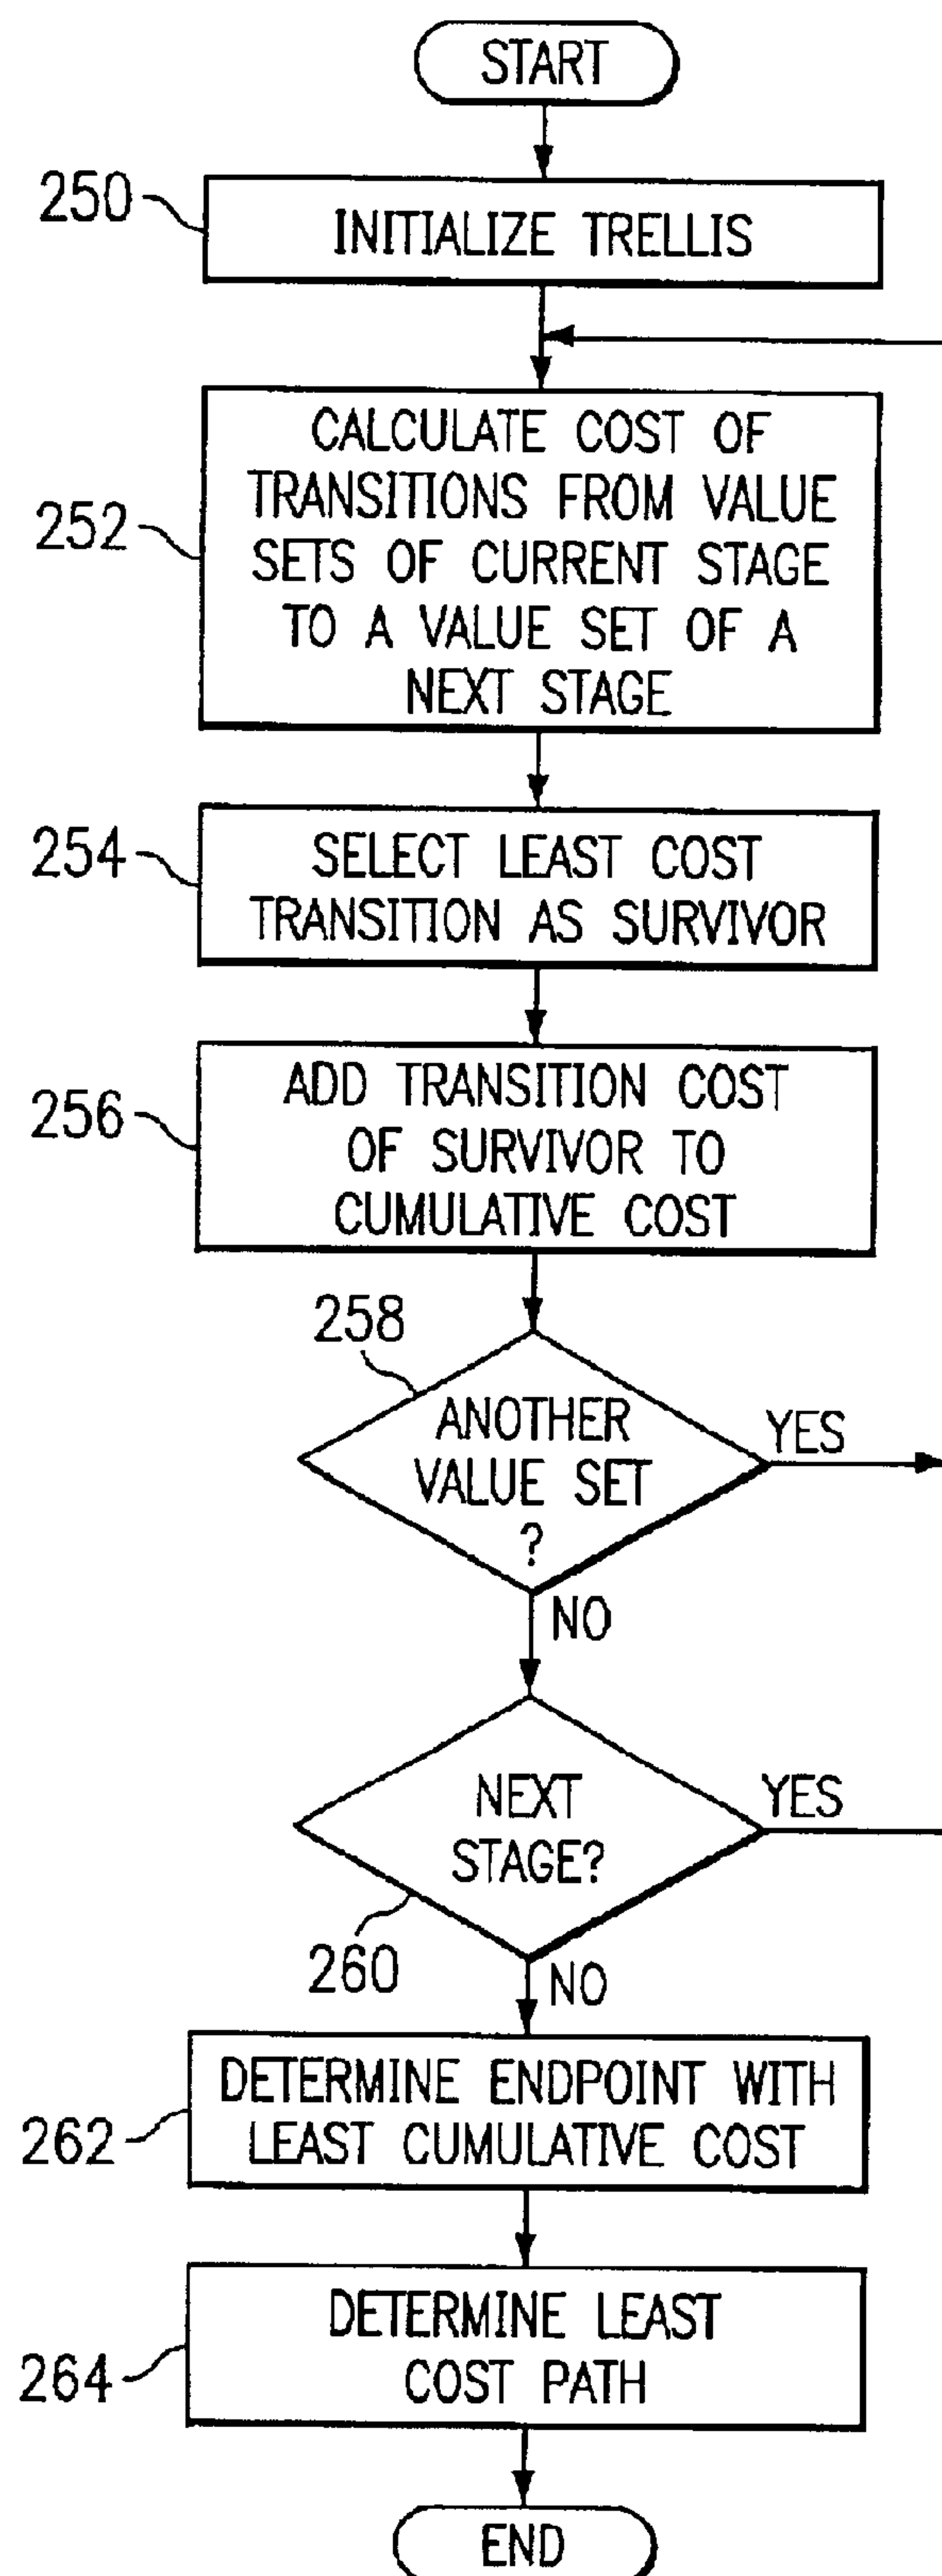 START
250
INITIALIZE TRELLIS
252
CALCULATE COST OF
TRANSITIONS FROM VALUE
SETS OF CURRENT STAGE
TO A VALUE SET OF A
NEXT STAGE
254
SELECT LEAST COST
TRANSITION AS SURVIVOR
256
ADD TRANSITION COST
OF SURVIVOR TO
CUMULATIVE COST
258
ANOTHER
VALUE SET
?
YES
NO
NEXT
STAGE?
YES
260
NO
262
DETERMINE ENDPOINT WITH
LEAST CUMULATIVE COST
264
DETERMINE LEAST
COST PATH
END